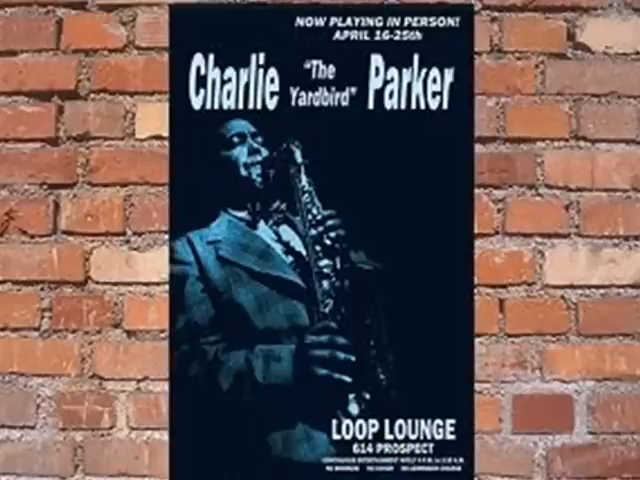 NOW PLAYING IN PERSON!
APRIL 16-25th
Charlie "The Yardbird" Parker
LOOP LOUNGE
614 PROSPECT